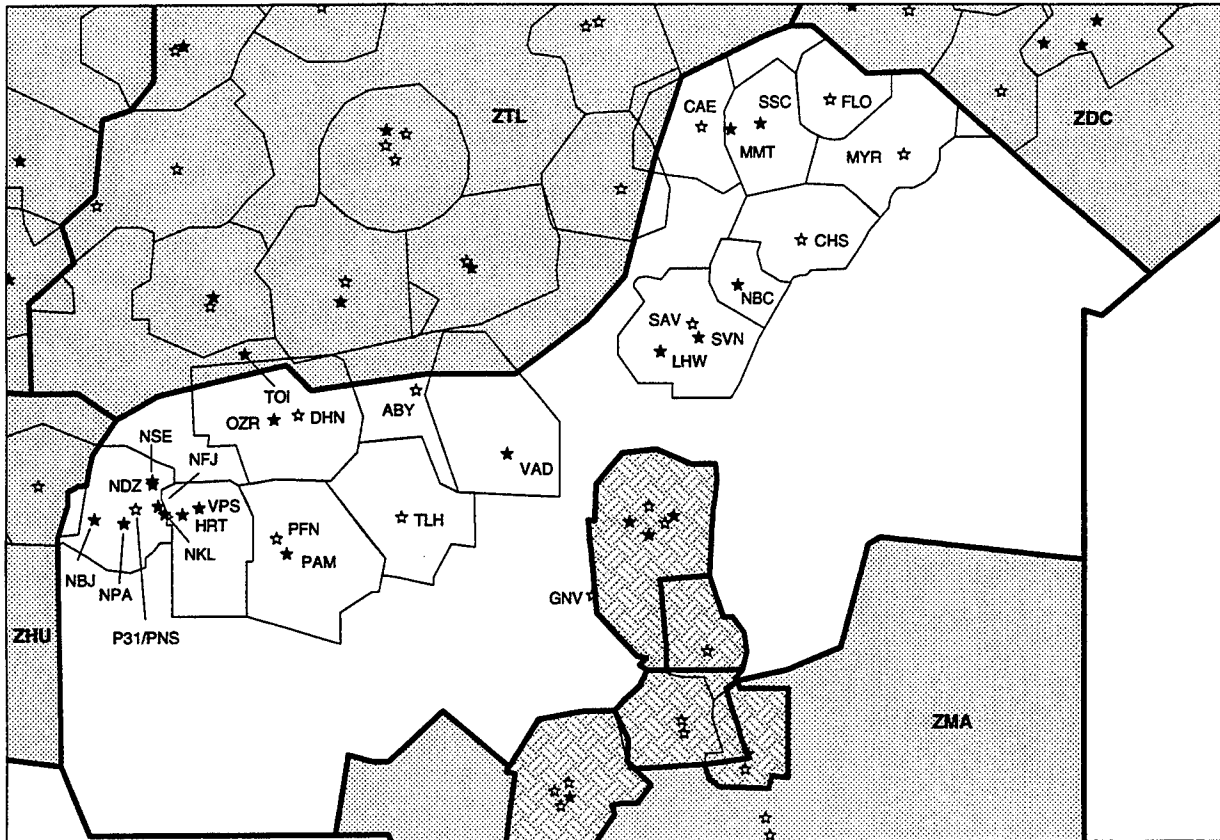 ZTL
ZDC
CAE
SSC
FLO
MMT
MYR
CHS
NBC
SAV
SVN
LHW
TOI
ABY
OZR
DHN
NSE
NFJ
VAD
NDZ
VPS
HRT
TLH
PFN
NKL
PAM
NBJ
NPA
GNV
ZHU
P31/PNS
ZMA